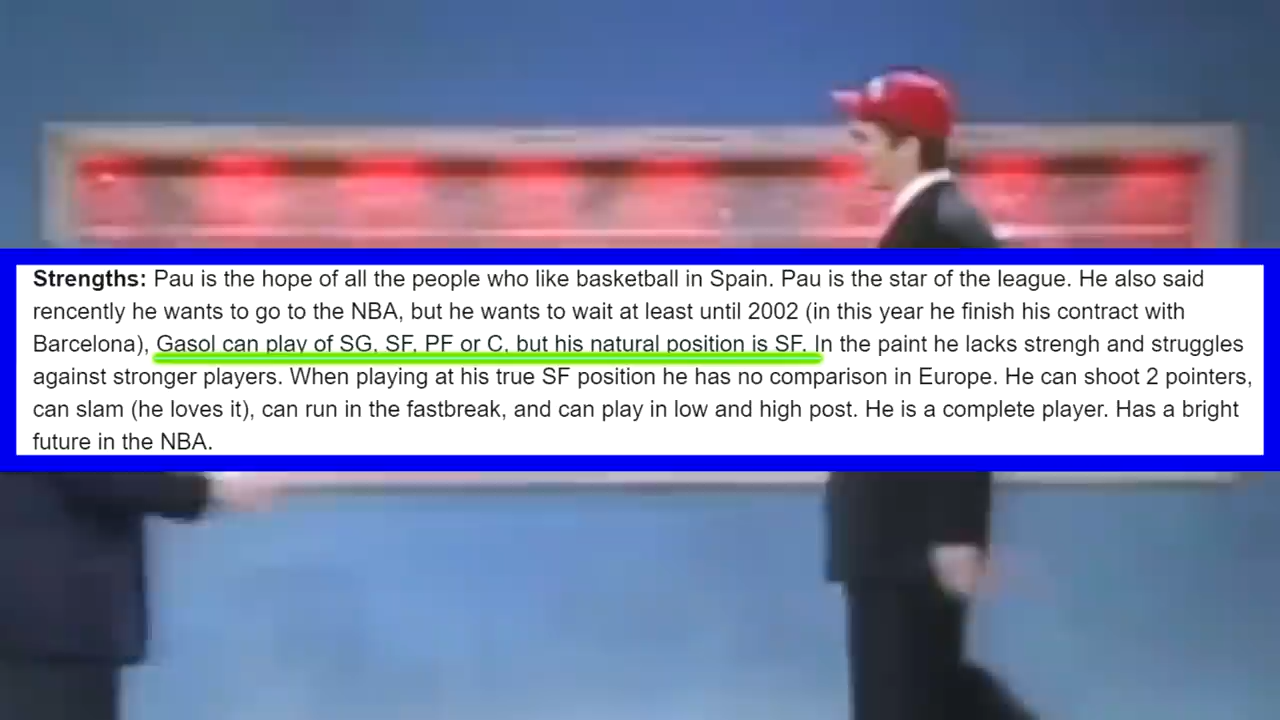 Strengths: Pau is the hope of all the people who like basketball in Spain. Pau is the star of the league. He also said
rencently he wants to go to the NBA, but he wants to wait at least until 2002 (in this year he finish his contract with
Barcelona), Gasol can play of SG, SF, PF or C, but his natural position is SF. In the paint he lacks strengh and struggles
against stronger players. When playing at his true SF position he has no comparison in Europe. He can shoot 2 pointers,
can slam (he loves it), can run in the fastbreak, and can play in low and high post. He is a complete player. Has a bright
future in the NBA.